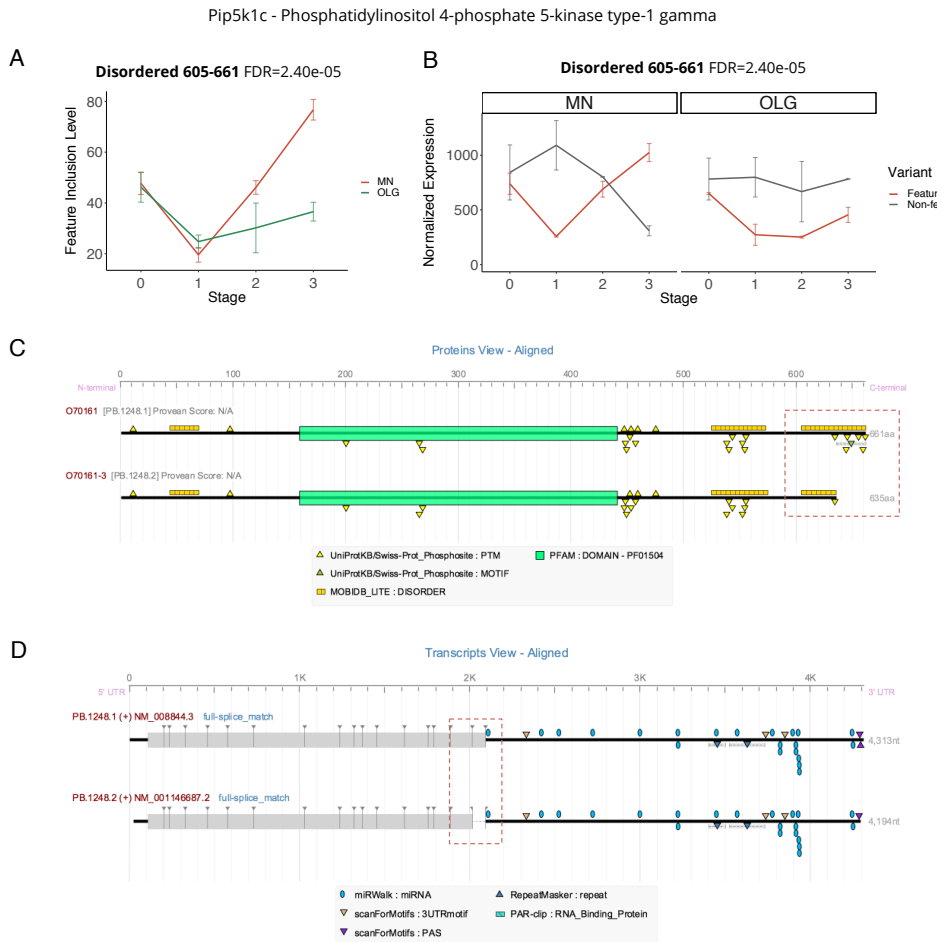 Pip5k1c - Phosphatidylinositol 4-phosphate 5-kinase type-1 gamma
A
Disordered 605-661 FDR=2.40e-05
Feature Inclusion Level
80
60
40
20
0 1 2 3
Stage
MN
OLG
B
Disordered 605-661 FDR=2.40e-05
MN OLG
Normalized Expression
1000
500
0
0 1 2 3 0 1 2 3
Stage
Variant
Featur
Non-fe
C
Proteins View - Aligned
0 100 200 300 400 500 600
N-terminal C-terminal
O70161 [PB.1248.1] Provean Score: N/A
661aa
O70161-3 [PB.1248.2] Provean Score: N/A
635aa
UniProtKB/Swiss-Prot_Phosphosite : PTM PFAM : DOMAIN - PF01504
UniProtKB/Swiss-Prot_Phosphosite : MOTIF
MOBIDB_LITE : DISORDER
D
Transcripts View - Aligned
0 1K 2K 3K 4K
5' UTR 3' UTR
PB.1248.1 (+) NM_008844.3 full-splice_match
4,313nt
PB.1248.2 (+) NM_001146687.2 full-splice_match
4,194nt
miRWalk : miRNA RepeatMasker : repeat
scanForMotifs : 3UTRmotif PAR-clip : RNA_Binding_Protein
scanForMotifs : PAS